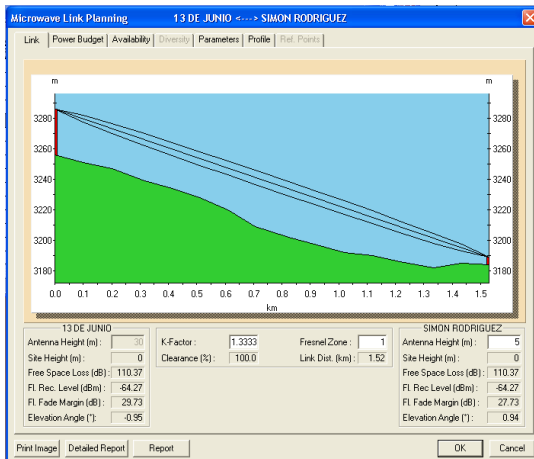 Microwave Link Planning 13 DE JUNIO <---> SIMON RODRIGUEZ
Link Power Budget Availability Diversity Parameters Profile Ref. Points
m m
3280 3280
3260 3260
3240 3240
3220 3220
3200 3200
3180 3180
0.0 0.1 0.2 0.3 0.4 0.5 0.6 0.7 0.8 0.9 1.0 1.1 1.2 1.3 1.4 1.5
km
13 DE JUNIO
Antenna Height (m) : 30
Site Height (m) : 0
Free Space Loss (dB) : 110.37
Fl. Rec. Level (dBm) : -64.27
Fl. Fade Margin (dB) : 29.73
Elevation Angle (°): -0.95
K-Factor : 1.3333 Fresnel Zone : 1
Clearance (%) : 100.0 Link Dist. (km) : 1.52
SIMON RODRIGUEZ
Antenna Height (m) : 5
Site Height (m) : 0
Free Space Loss (dB) : 110.37
Fl. Rec. Level (dBm) : -64.27
Fl. Fade Margin (dB) : 27.73
Elevation Angle (°): 0.94
Print Image Detailed Report Report OK Cancel